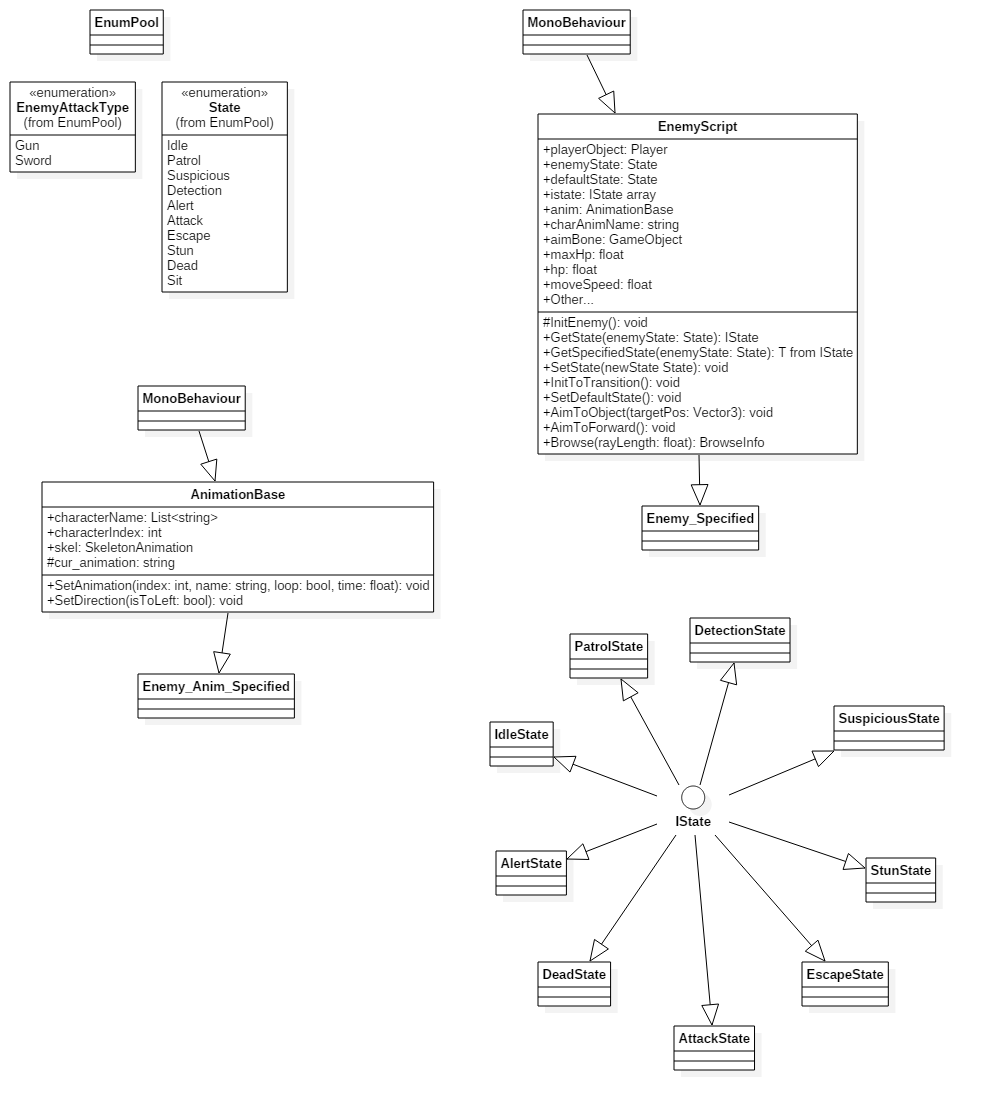 EnumPool
«enumeration»
EnemyAttackType
(from EnumPool)
Gun
Sword
«enumeration»
State
(from EnumPool)
Idle
Patrol
Suspicious
Detection
Alert
Attack
Escape
Stun
Dead
Sit
MonoBehaviour
EnemyScript
+playerObject: Player
+enemyState: State
+defaultState: State
+istate: IState array
+anim: AnimationBase
+charAnimName: string
+aimBone: GameObject
+maxHp: float
+hp: float
+moveSpeed: float
+Other...
#InitEnemy(): void
+GetState(enemyState: State): IState
+GetSpecifiedState(enemyState: State): T from IState
+SetState(newState State): void
+InitToTransition(): void
+SetDefaultState(): void
+AimToObject(targetPos: Vector3): void
+AimToForward(): void
+Browse(rayLength: float): BrowseInfo
Enemy_Specified
MonoBehaviour
AnimationBase
+characterName: List<string>
+characterIndex: int
+skel: SkeletonAnimation
#cur_animation: string
+SetAnimation(index: int, name: string, loop: bool, time: float): void
+SetDirection(isToLeft: bool): void
Enemy_Anim_Specified
PatrolState
DetectionState
IdleState
SuspiciousState
IState
AlertState
StunState
DeadState
EscapeState
AttackState